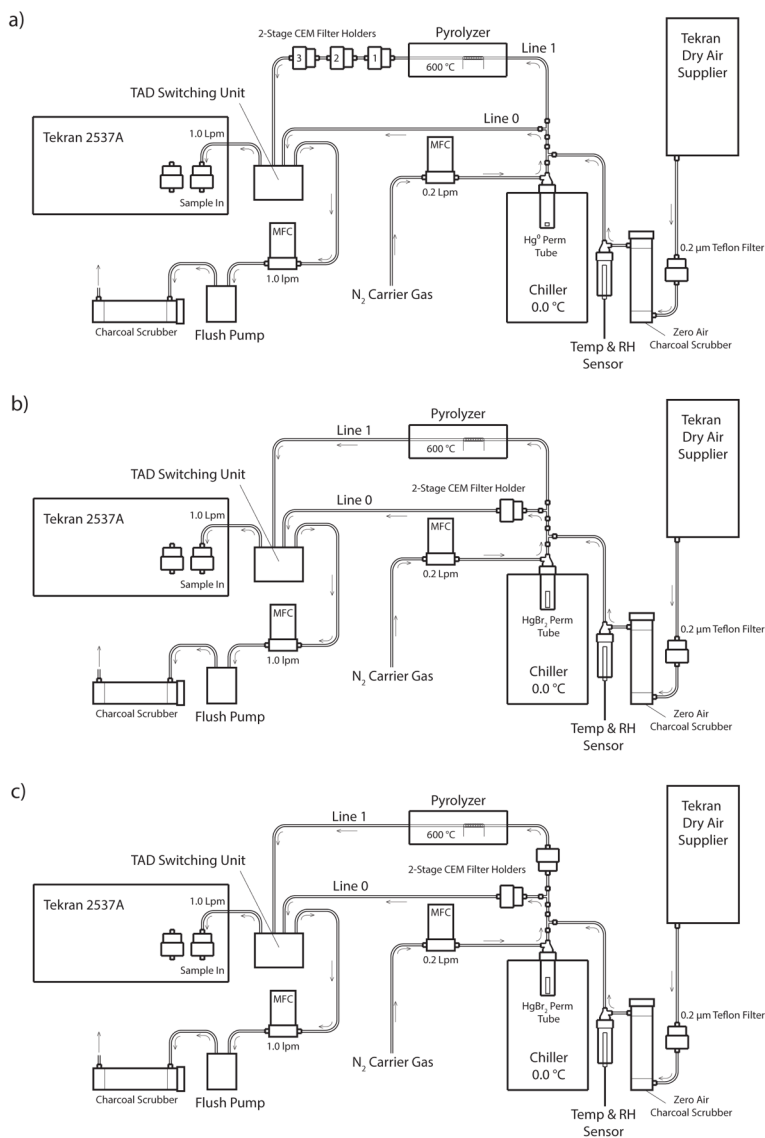 a)
2-Stage CEM Filter Holders
Pyrolyzer
Line 1
Tekran
Dry Air
Supplier
3
2
1
600 °C
TAD Switching Unit
Line 0
Tekran 2537A
1.0 Lpm
MFC
Sample In
0.2 Lpm
MFC
Hg⁰ Perm
Tube
0.2 µm Teflon Filter
1.0 lpm
N₂ Carrier Gas
Chiller
0.0 °C
Charcoal Scrubber
Flush Pump
Temp & RH
Sensor
Zero Air
Charcoal Scrubber
b)
Pyrolyzer
Line 1
Tekran
Dry Air
Supplier
600 °C
TAD Switching Unit
2-Stage CEM Filter Holder
Line 0
Tekran 2537A
1.0 Lpm
MFC
Sample In
0.2 Lpm
MFC
HgBr₂ Perm
Tube
0.2 µm Teflon Filter
1.0 lpm
N₂ Carrier Gas
Chiller
0.0 °C
Charcoal Scrubber
Flush Pump
Temp & RH
Sensor
Zero Air
Charcoal Scrubber
c)
Pyrolyzer
Line 1
Tekran
Dry Air
Supplier
600 °C
TAD Switching Unit
2-Stage CEM Filter Holders
Line 0
Tekran 2537A
1.0 Lpm
MFC
Sample In
0.2 Lpm
MFC
HgBr₂ Perm
Tube
0.2 µm Teflon Filter
1.0 lpm
N₂ Carrier Gas
Chiller
0.0 °C
Charcoal Scrubber
Flush Pump
Temp & RH
Sensor
Zero Air
Charcoal Scrubber